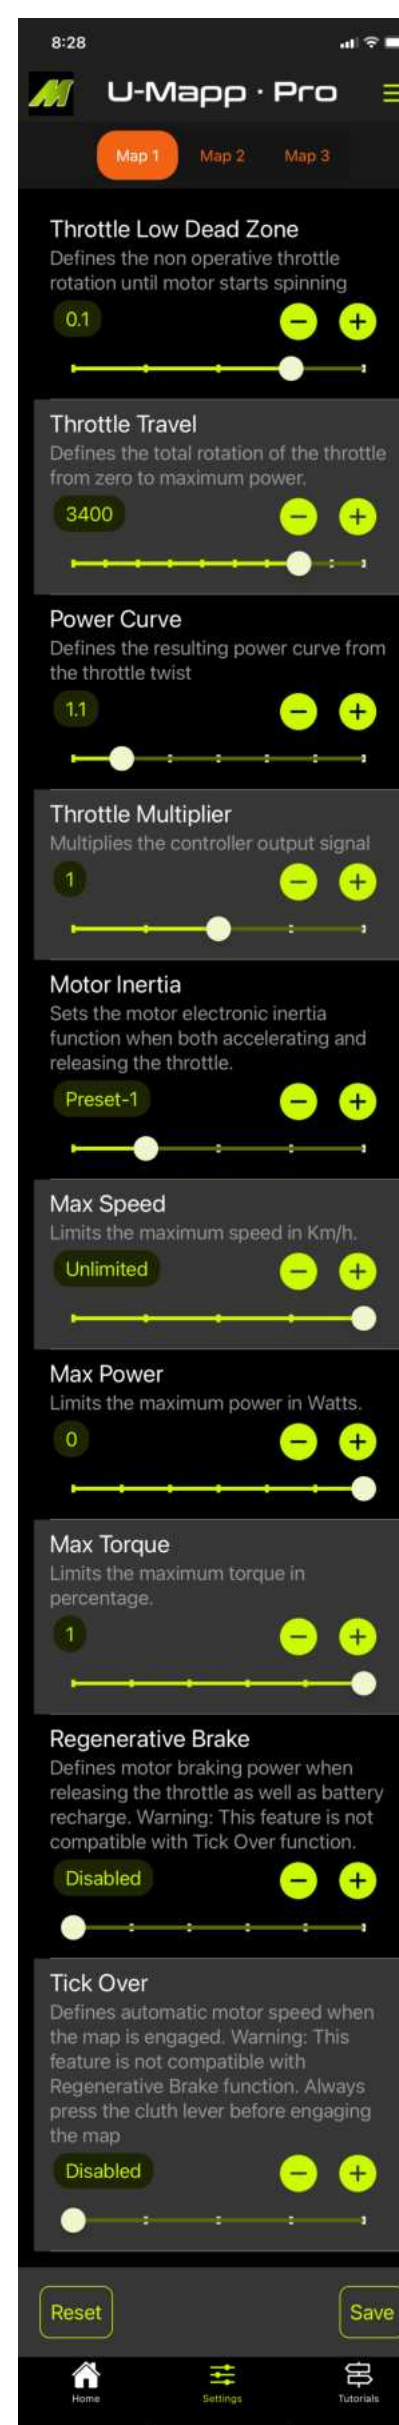 8:28
U-Mapp · Pro
Map 1 Map 2 Map 3
Throttle Low Dead Zone
Defines the non operative throttle
rotation until motor starts spinning
0.1
Throttle Travel
Defines the total rotation of the throttle
from zero to maximum power.
3400
Power Curve
Defines the resulting power curve from
the throttle twist
1.1
Throttle Multiplier
Multiplies the controller output signal
1
Motor Inertia
Sets the motor electronic inertia
function when both accelerating and
releasing the throttle.
Preset-1
Max Speed
Limits the maximum speed in Km/h.
Unlimited
Max Power
Limits the maximum power in Watts.
0
Max Torque
Limits the maximum torque in
percentage.
1
Regenerative Brake
Defines motor braking power when
releasing the throttle as well as battery
recharge. Warning: This feature is not
compatible with Tick Over function.
Disabled
Tick Over
Defines automatic motor speed when
the map is engaged. Warning: This
feature is not compatible with
Regenerative Brake function. Always
press the cluth lever before engaging
the map
Disabled
Reset Save
Home Settings Tutorials